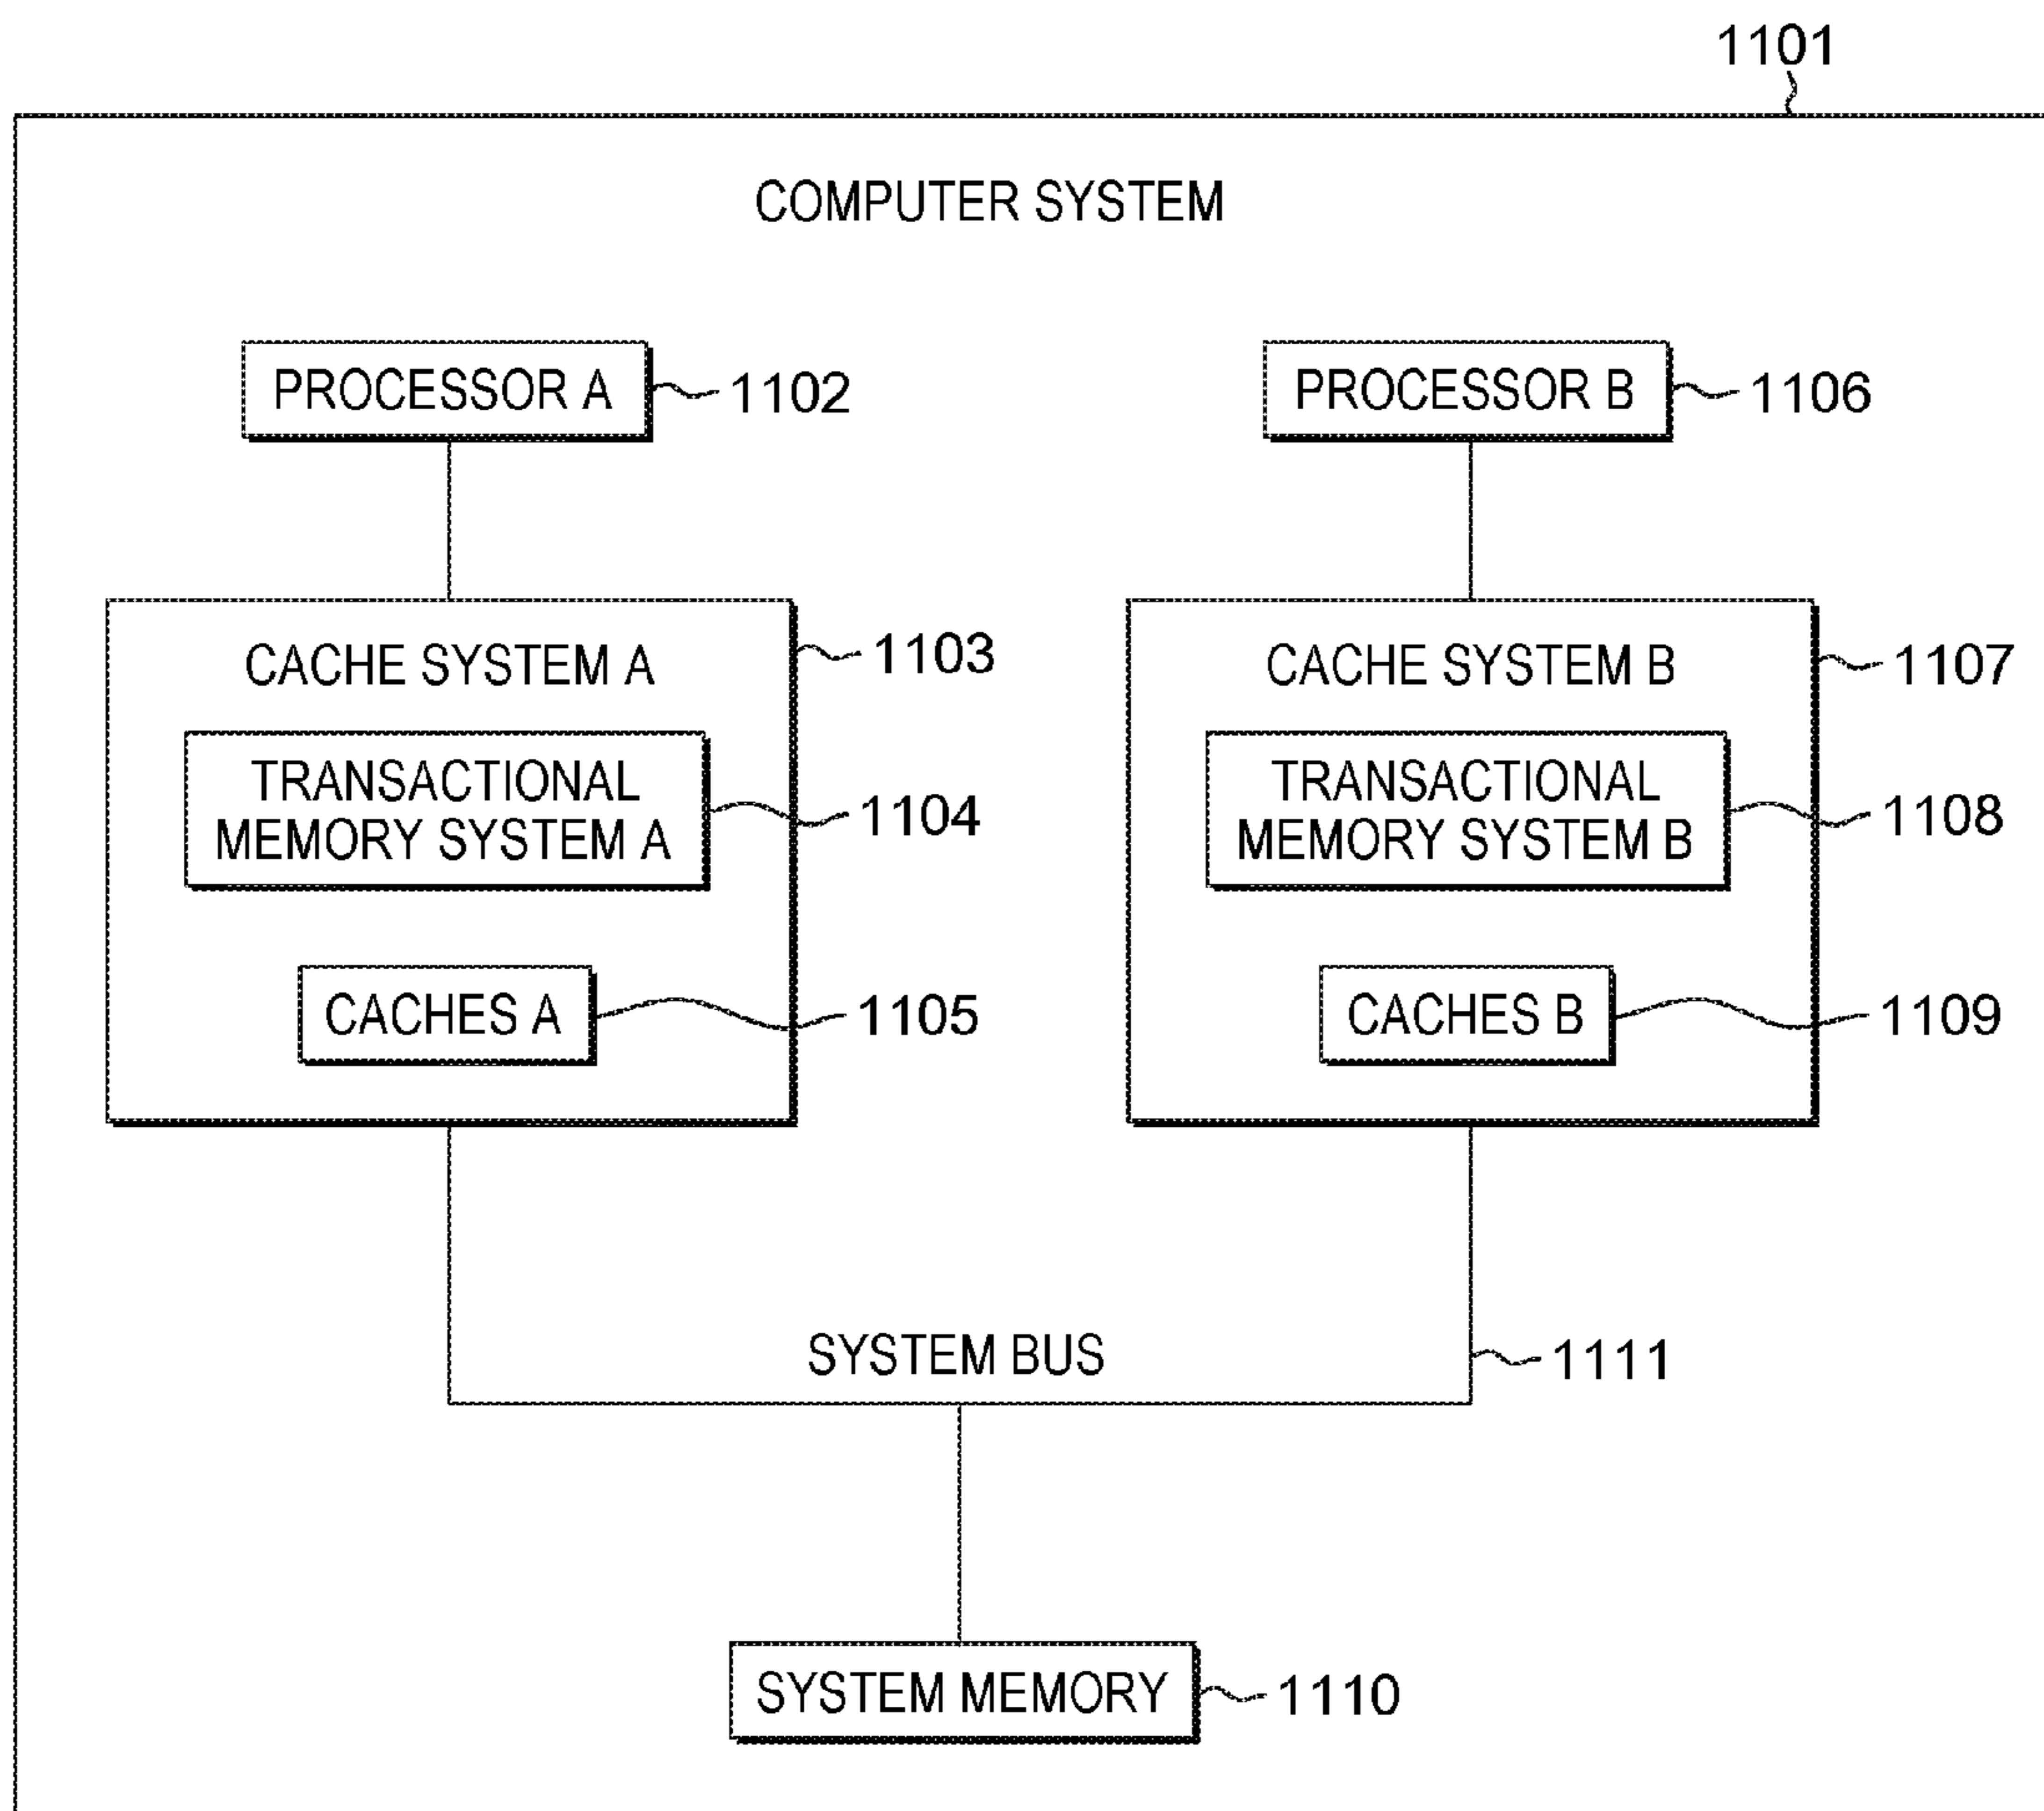 1101
COMPUTER SYSTEM
PROCESSOR A
1102
PROCESSOR B
1106
CACHE SYSTEM A
1103
CACHE SYSTEM B
1107
TRANSACTIONAL
MEMORY SYSTEM A
1104
TRANSACTIONAL
MEMORY SYSTEM B
1108
CACHES A
1105
CACHES B
1109
SYSTEM BUS
1111
SYSTEM MEMORY
1110